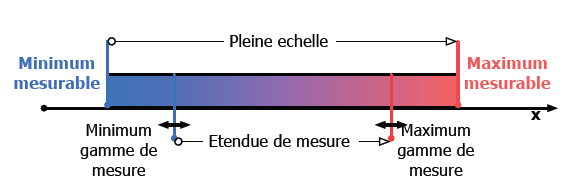 Pleine echelle
Minimum
mesurable
Maximum
mesurable
x
Minimum
gamme de
mesure
Etendue de mesure
Maximum
gamme de
mesure